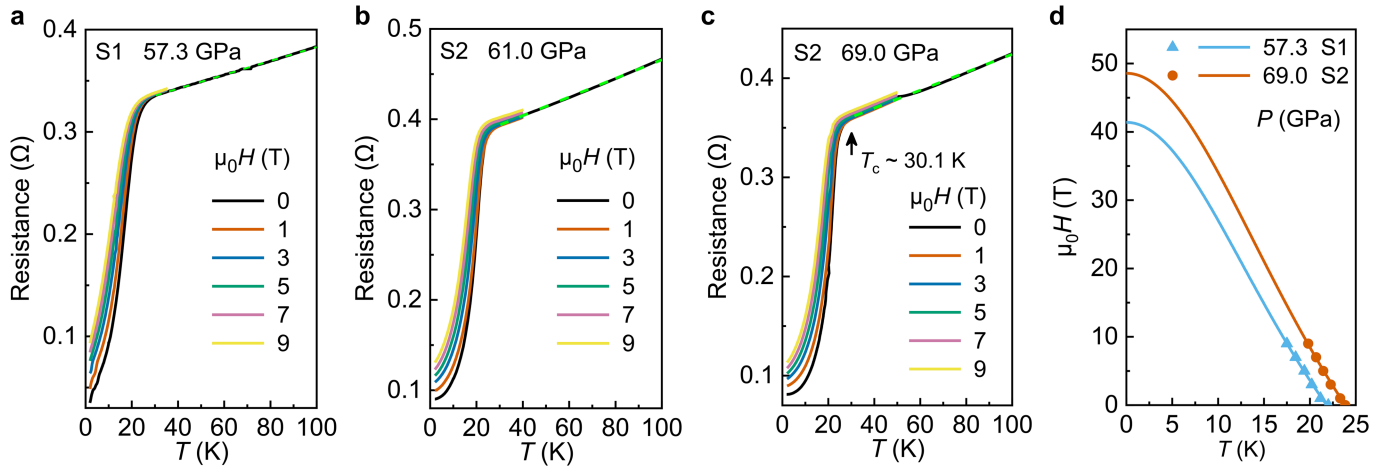 a
S1 57.3 GPa
Resistance (Ω)
0.4
0.3
0.2
0.1
μ₀H (T)
0
1
3
5
7
9
0 20 40 60 80 100
T (K)
b
S2 61.0 GPa
Resistance (Ω)
0.5
0.4
0.3
0.2
0.1
μ₀H (T)
0
1
3
5
7
9
0 20 40 60 80 100
T (K)
c
S2 69.0 GPa
Resistance (Ω)
0.4
0.3
0.2
0.1
T_c ~ 30.1 K
μ₀H (T)
0
1
3
5
7
9
0 20 40 60 80 100
T (K)
d
57.3 S1
69.0 S2
P (GPa)
μ₀H (T)
50
40
30
20
10
0
0 5 10 15 20 25
T (K)